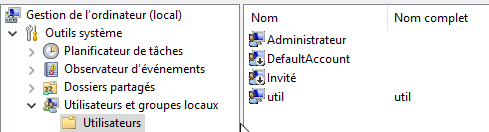 Gestion de l'ordinateur (local)
Outils système
Planificateur de tâches
Observateur d'événements
Dossiers partagés
Utilisateurs et groupes locaux
Utilisateurs
Nom Nom complet
Administrateur
DefaultAccount
Invité
util util